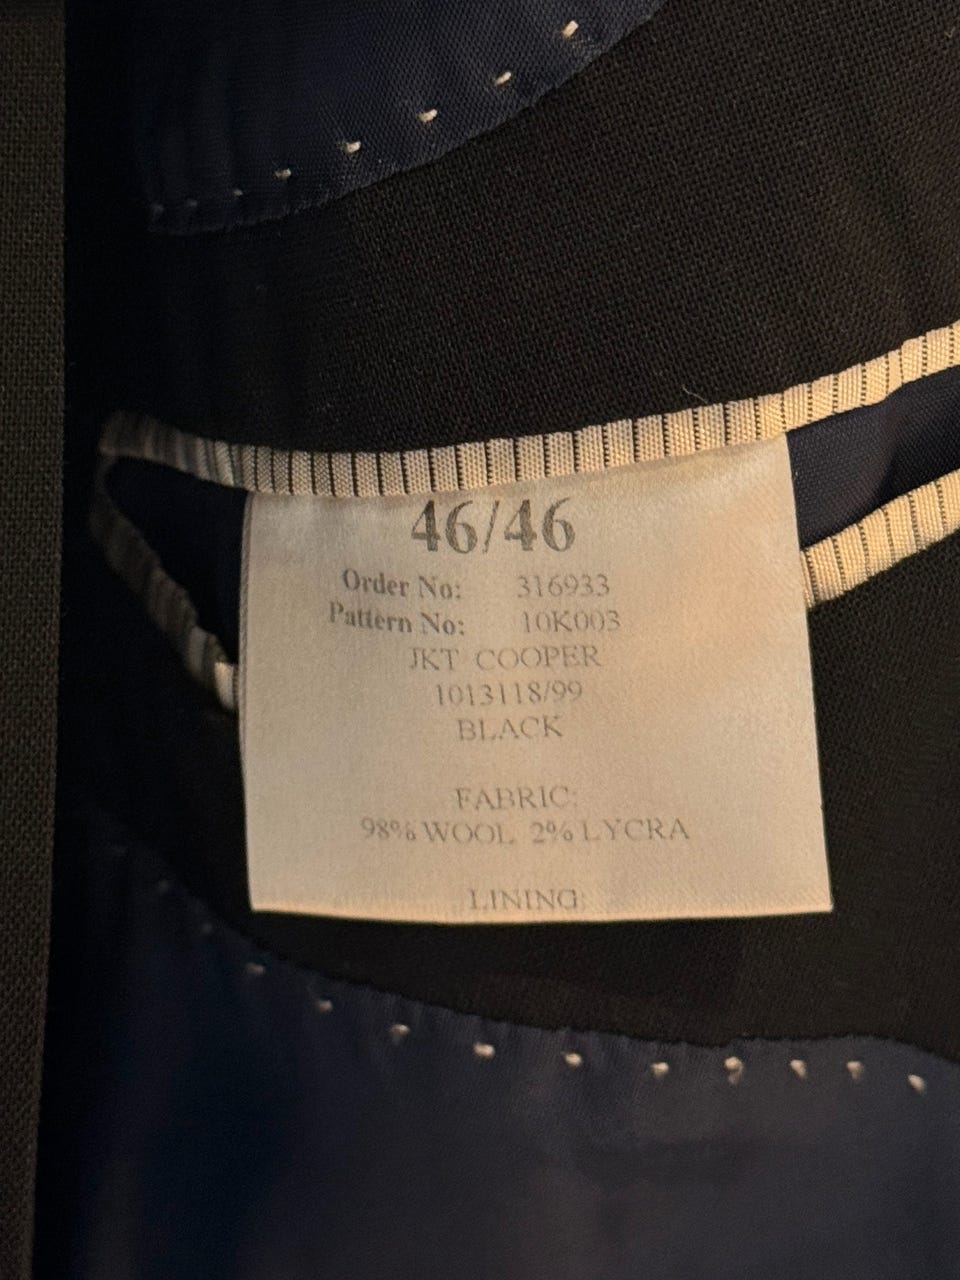 46/46
Order No: 316933
Pattern No: 10K003
JKT COOPER
1013118/99
BLACK
FABRIC:
98% WOOL 2% LYCRA
LINING: